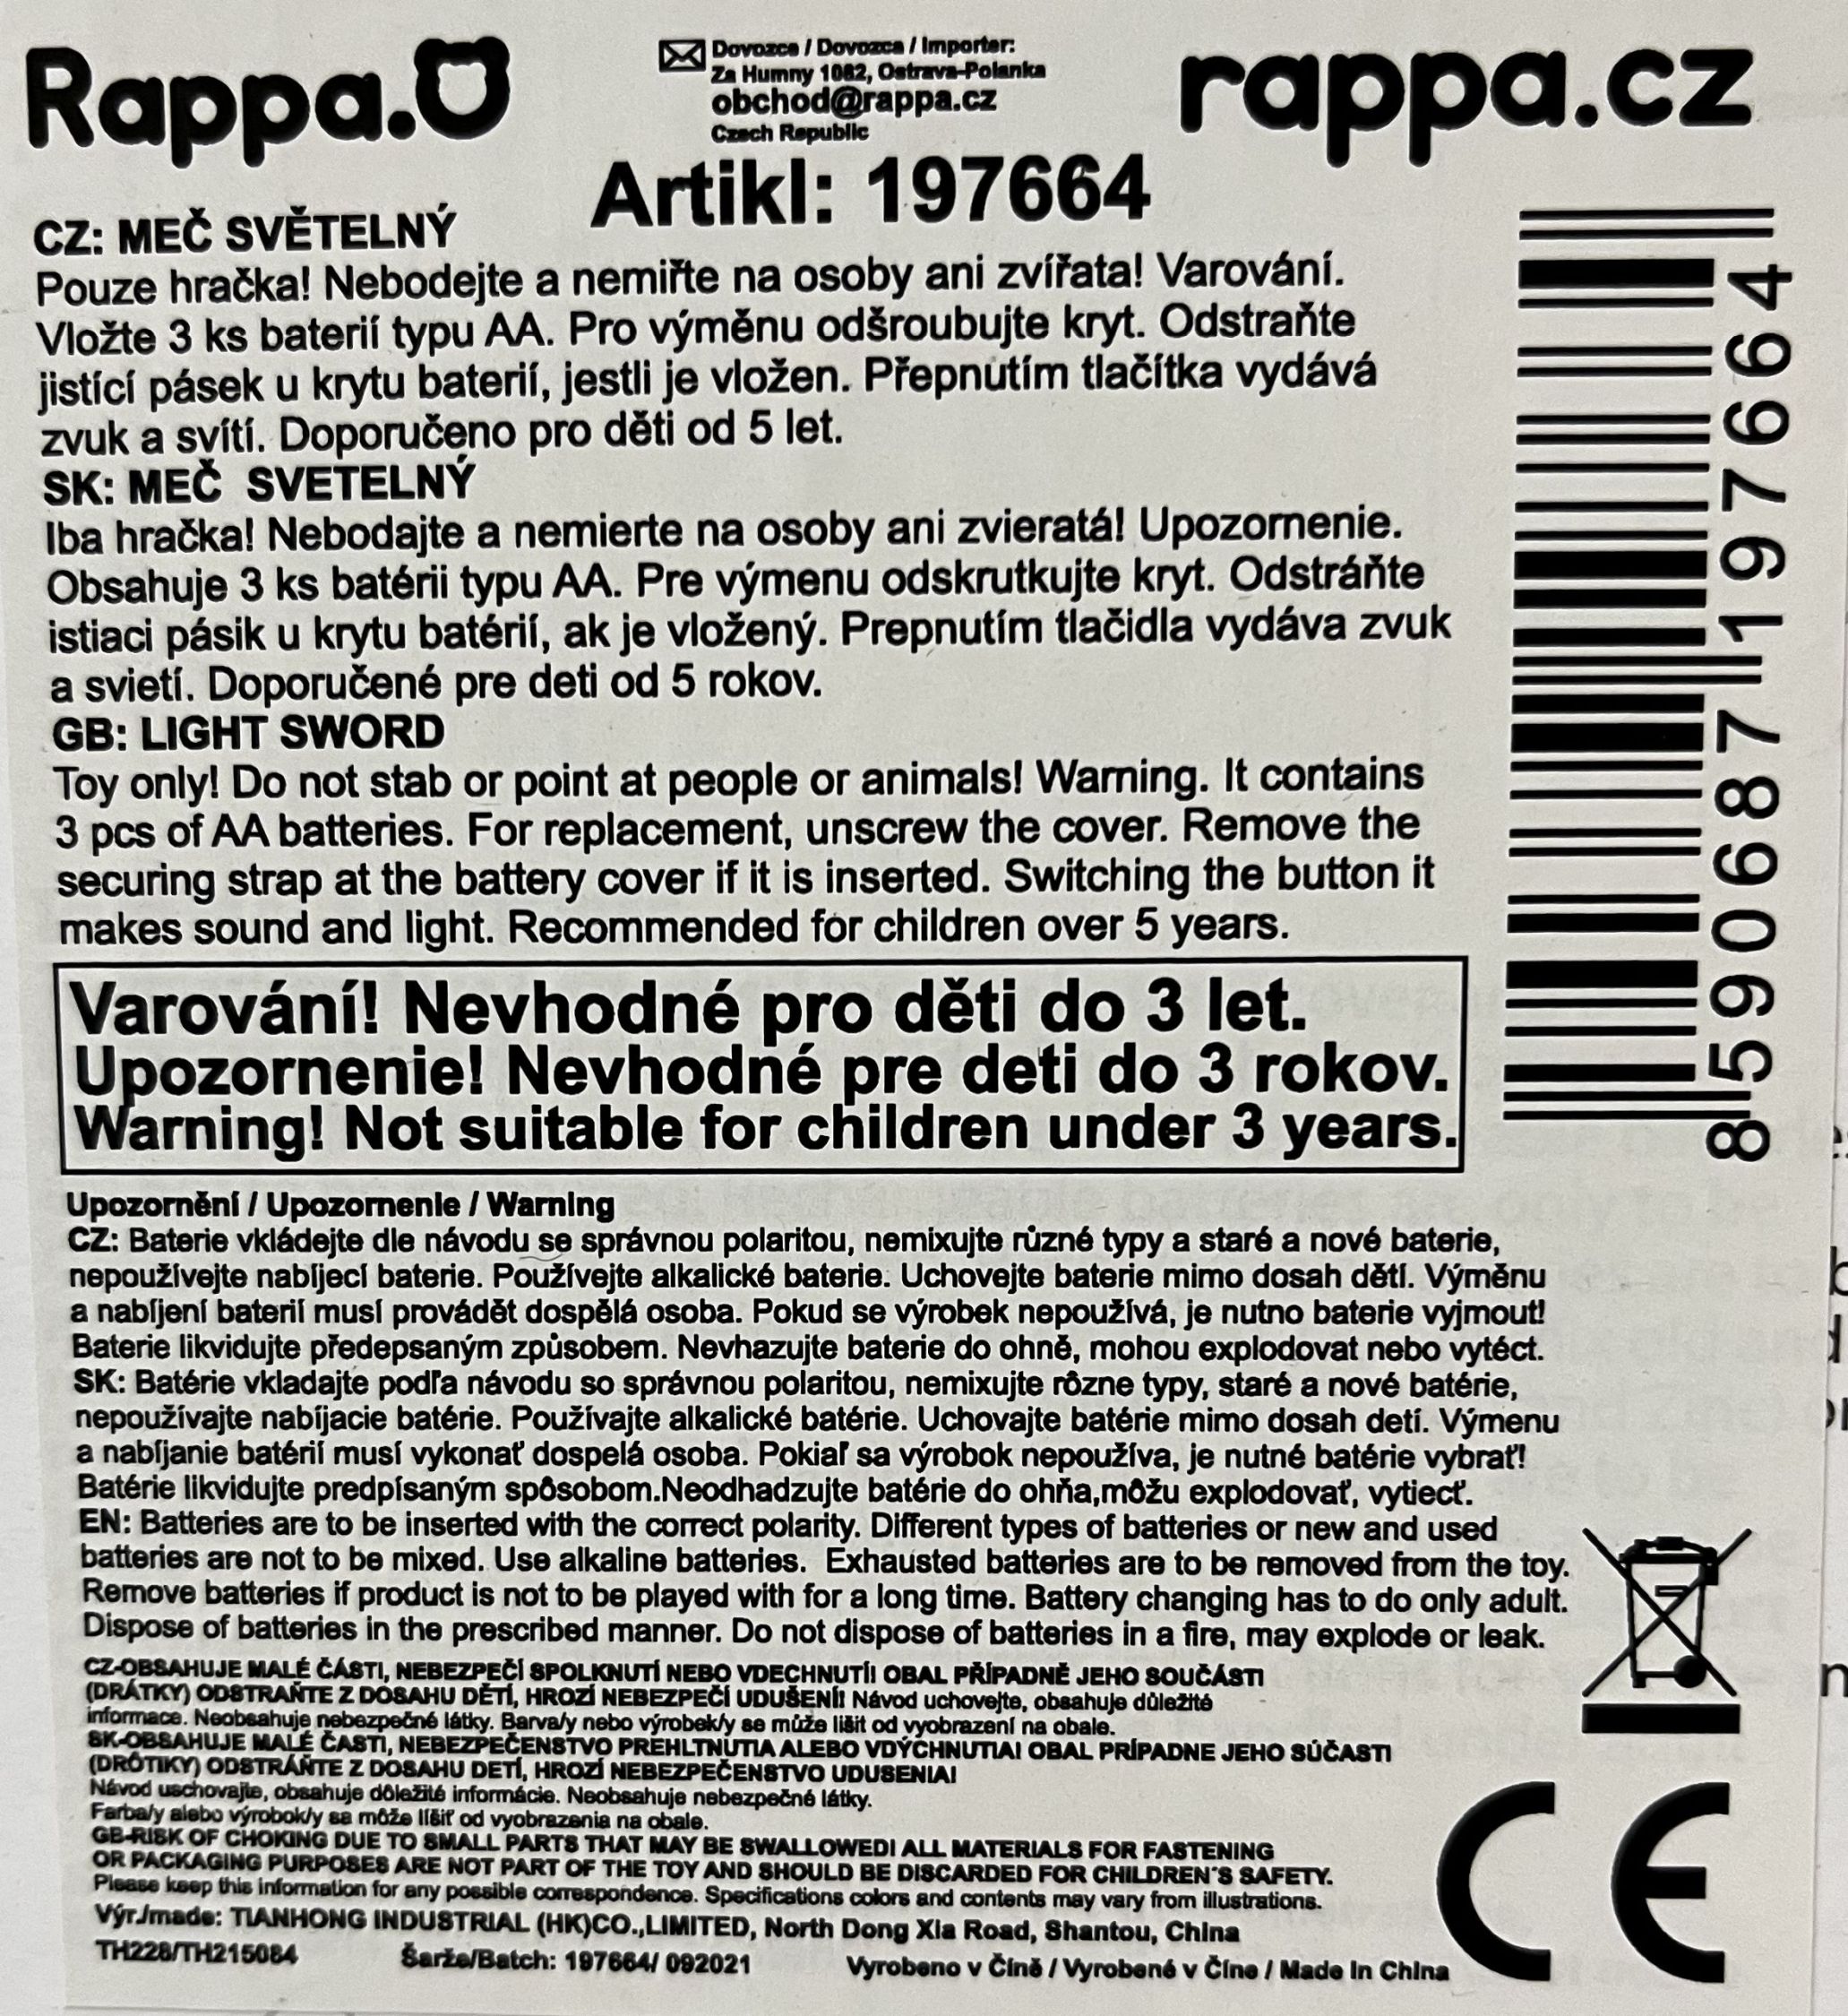 Rappa.
Dovozce / Dovozca / Importer:
Za Humny 1082, Ostrava-Polanka
obchod@rappa.cz
Czech Republic
rappa.cz
Artikl: 197664
CZ: MEČ SVĚTELNÝ
Pouze hračka! Nebodejte a nemiřte na osoby ani zvířata! Varování.
Vložte 3 ks baterií typu AA. Pro výměnu odšroubujte kryt. Odstraňte
jistící pásek u krytu baterií, jestli je vložen. Přepnutím tlačítka vydává
zvuk a svítí. Doporučeno pro děti od 5 let.
SK: MEČ SVETELNÝ
Iba hračka! Nebodajte a nemierte na osoby ani zvieratá! Upozornenie.
Obsahuje 3 ks batérii typu AA. Pre výmenu odskrutkujte kryt. Odstráňte
istiaci pásik u krytu batérií, ak je vložený. Prepnutím tlačidla vydáva zvuk
a svietí. Doporučené pre deti od 5 rokov.
GB: LIGHT SWORD
Toy only! Do not stab or point at people or animals! Warning. It contains
3 pcs of AA batteries. For replacement, unscrew the cover. Remove the
securing strap at the battery cover if it is inserted. Switching the button it
makes sound and light. Recommended for children over 5 years.
8 590687 197664
Varování! Nevhodné pro děti do 3 let.
Upozornenie! Nevhodné pre deti do 3 rokov.
Warning! Not suitable for children under 3 years.
Upozornění / Upozornenie / Warning
CZ: Baterie vkládejte dle návodu se správnou polaritou, nemixujte různé typy a staré a nové baterie,
nepoužívejte nabíjecí baterie. Používejte alkalické baterie. Uchovejte baterie mimo dosah dětí. Výměnu
a nabíjení baterií musí provádět dospělá osoba. Pokud se výrobek nepoužívá, je nutno baterie vyjmout!
Baterie likvidujte předepsaným způsobem. Nevhazujte baterie do ohně, mohou explodovat nebo vytéct.
SK: Batérie vkladajte podľa návodu so správnou polaritou, nemixujte rôzne typy, staré a nové batérie,
nepoužívajte nabíjacie batérie. Používajte alkalické batérie. Uchovajte batérie mimo dosah detí. Výmenu
a nabíjanie batérií musí vykonať dospelá osoba. Pokiaľ sa výrobok nepoužíva, je nutné batérie vybrať!
Batérie likvidujte predpísaným spôsobom.Neodhadzujte batérie do ohňa,môžu explodovať, vytiecť.
EN: Batteries are to be inserted with the correct polarity. Different types of batteries or new and used
batteries are not to be mixed. Use alkaline batteries. Exhausted batteries are to be removed from the toy.
Remove batteries if product is not to be played with for a long time. Battery changing has to do only adult.
Dispose of batteries in the prescribed manner. Do not dispose of batteries in a fire, may explode or leak.
CZ-OBSAHUJE MALÉ ČÁSTI, NEBEZPEČÍ SPOLKNUTÍ NEBO VDECHNUTÍ! OBAL PŘÍPADNĚ JEHO SOUČÁSTI
(DRÁTKY) ODSTRAŇTE Z DOSAHU DĚTÍ, HROZÍ NEBEZPEČÍ UDUŠENÍ! Návod uchovejte, obsahuje důležité
informace. Neobsahuje nebezpečné látky. Barva/y nebo výrobek/y se může lišit od vyobrazení na obale.
SK-OBSAHUJE MALÉ ČASTI, NEBEZPEČENSTVO PREHLTNUTIA ALEBO VDÝCHNUTIA! OBAL PRÍPADNE JEHO SÚČASTI
(DRÔTIKY) ODSTRÁŇTE Z DOSAHU DETÍ, HROZÍ NEBEZPEČENSTVO UDUSENIA!
Návod uschovajte, obsahuje dôležité informácie. Neobsahuje nebezpečné látky.
Farba/y alebo výrobok/y sa môže líšiť od vyobrazenia na obale.
GB-RISK OF CHOKING DUE TO SMALL PARTS THAT MAY BE SWALLOWED! ALL MATERIALS FOR FASTENING
OR PACKAGING PURPOSES ARE NOT PART OF THE TOY AND SHOULD BE DISCARDED FOR CHILDREN'S SAFETY.
Please keep this information for any possible correspondence. Specifications colors and contents may vary from illustrations.
Výr./made: TIANHONG INDUSTRIAL (HK)CO.,LIMITED, North Dong Xia Road, Shantou, China
TH228/TH215084 Šarže/Batch: 197664/ 092021 Vyrobeno v Číně / Vyrobené v Číne / Made in China
CE